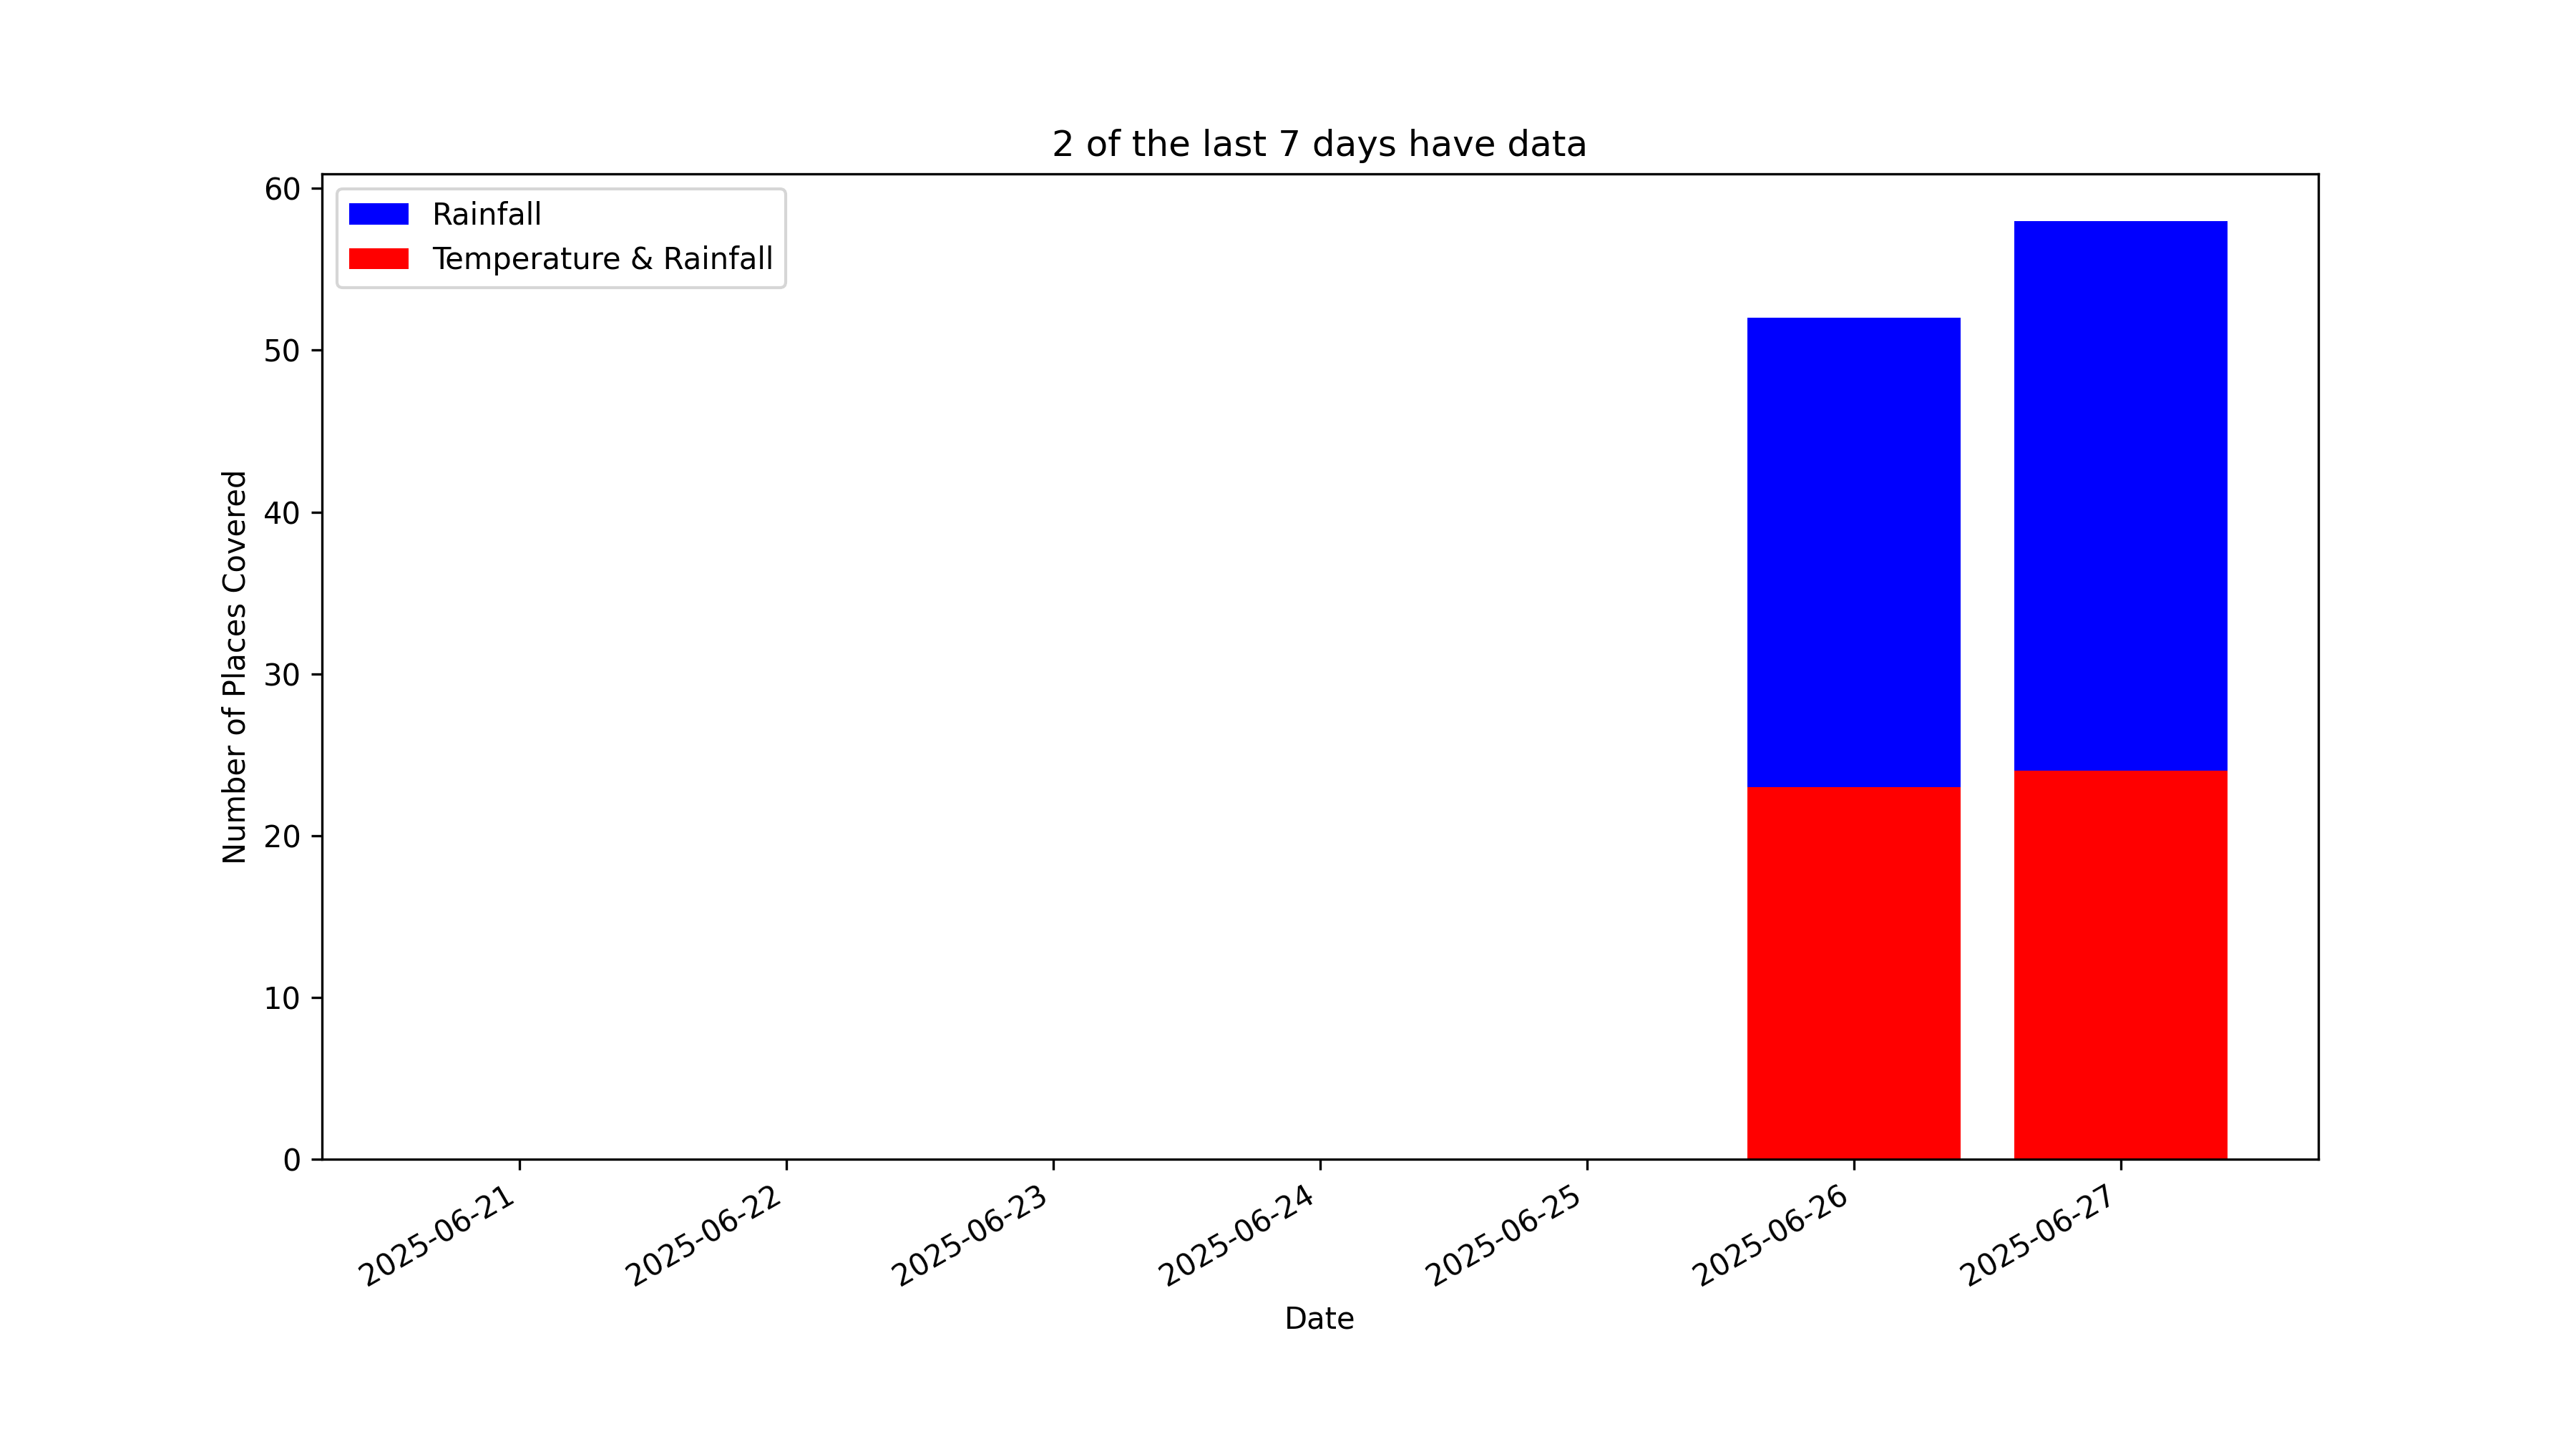 2 of the last 7 days have data
Rainfall
Temperature & Rainfall
Number of Places Covered
60
50
40
30
20
10
0
2025-06-21
2025-06-22
2025-06-23
2025-06-24
2025-06-25
2025-06-26
2025-06-27
Date